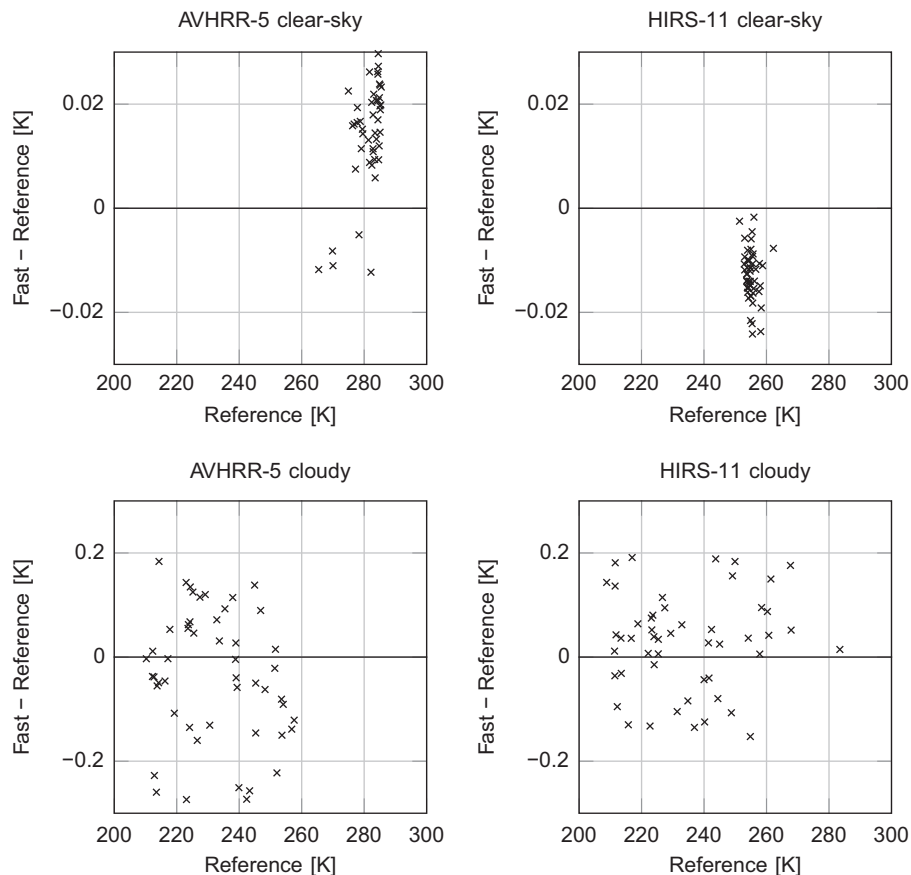 AVHRR-5 clear-sky
Fast − Reference [K]
0.02
0
−0.02
200 220 240 260 280 300
Reference [K]
HIRS-11 clear-sky
Fast − Reference [K]
0.02
0
−0.02
200 220 240 260 280 300
Reference [K]
AVHRR-5 cloudy
Fast − Reference [K]
0.2
0
−0.2
200 220 240 260 280 300
Reference [K]
HIRS-11 cloudy
Fast − Reference [K]
0.2
0
−0.2
200 220 240 260 280 300
Reference [K]